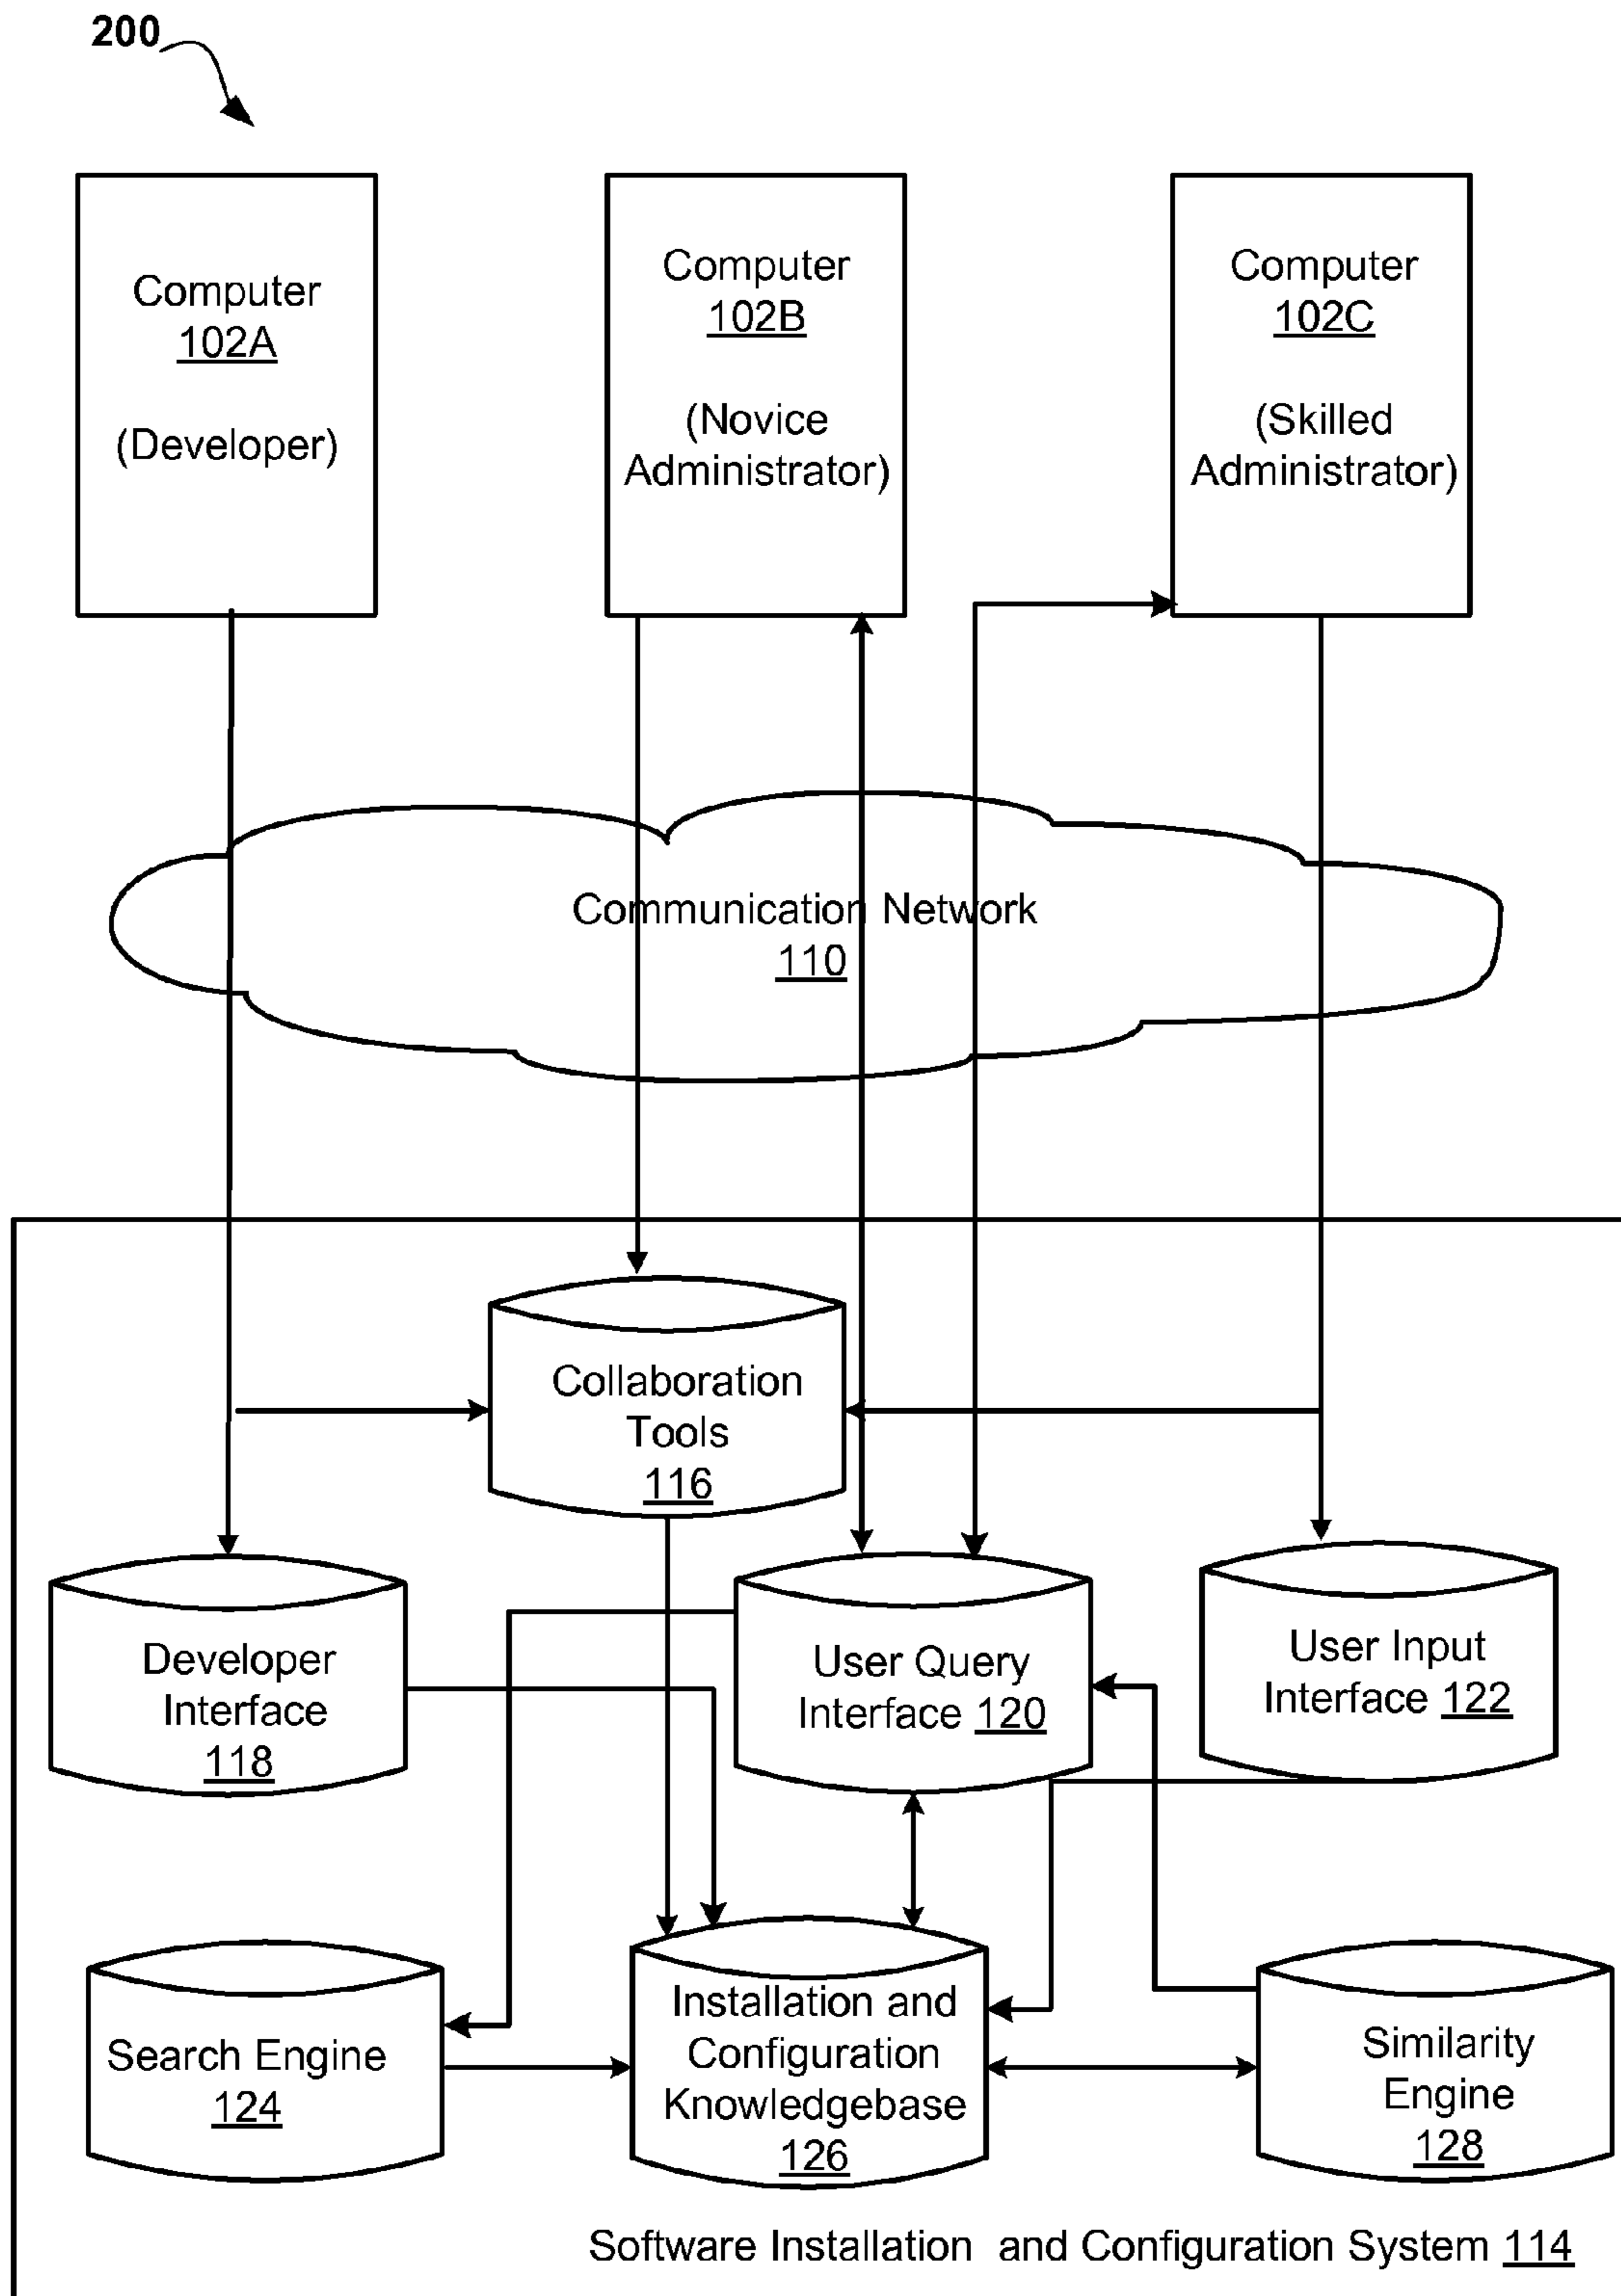 200
Computer
102A
(Developer)
Computer
102B
(Novice
Administrator)
Computer
102C
(Skilled
Administrator)
Communication Network
110
Collaboration
Tools
116
Developer
Interface
118
User Query
Interface 120
User Input
Interface 122
Search Engine
124
Installation and
Configuration
Knowledgebase
126
Similarity
Engine
128
Software Installation and Configuration System 114